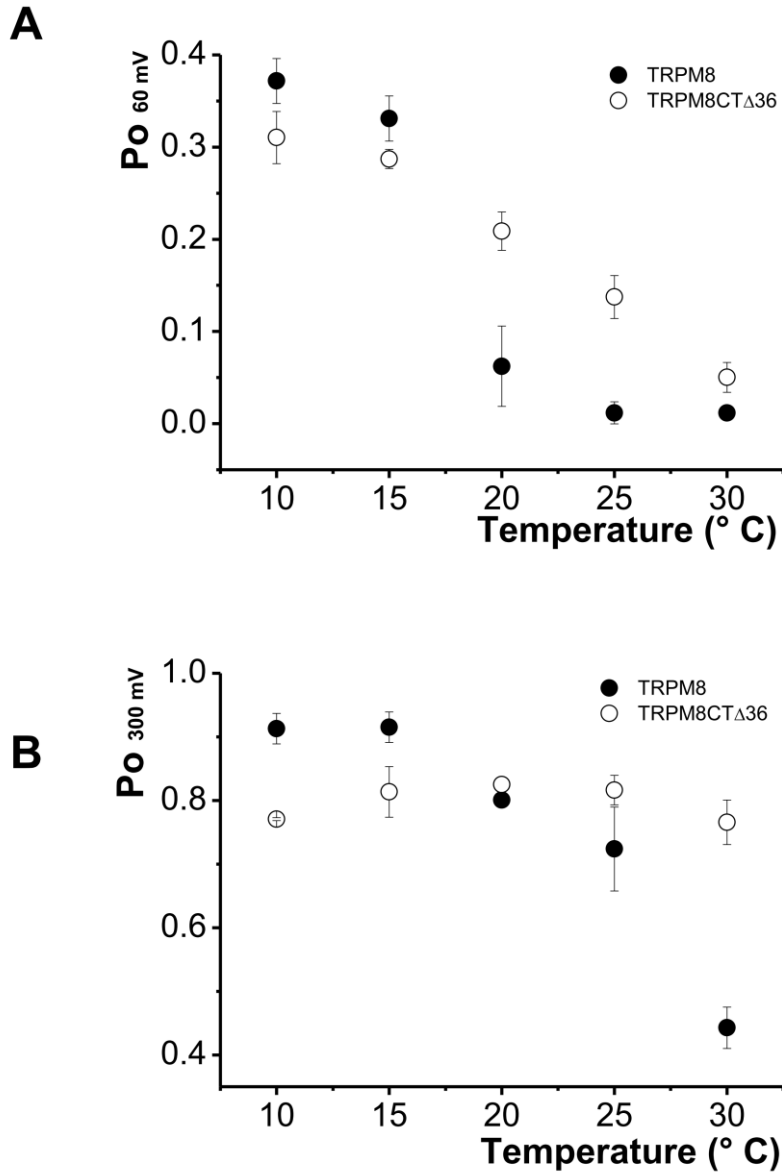 A
Po 60 mV
0.4
0.3
0.2
0.1
0.0
TRPM8
TRPM8CTΔ36
10 15 20 25 30
Temperature (° C)
B
Po 300 mV
1.0
0.8
0.6
0.4
TRPM8
TRPM8CTΔ36
10 15 20 25 30
Temperature (° C)